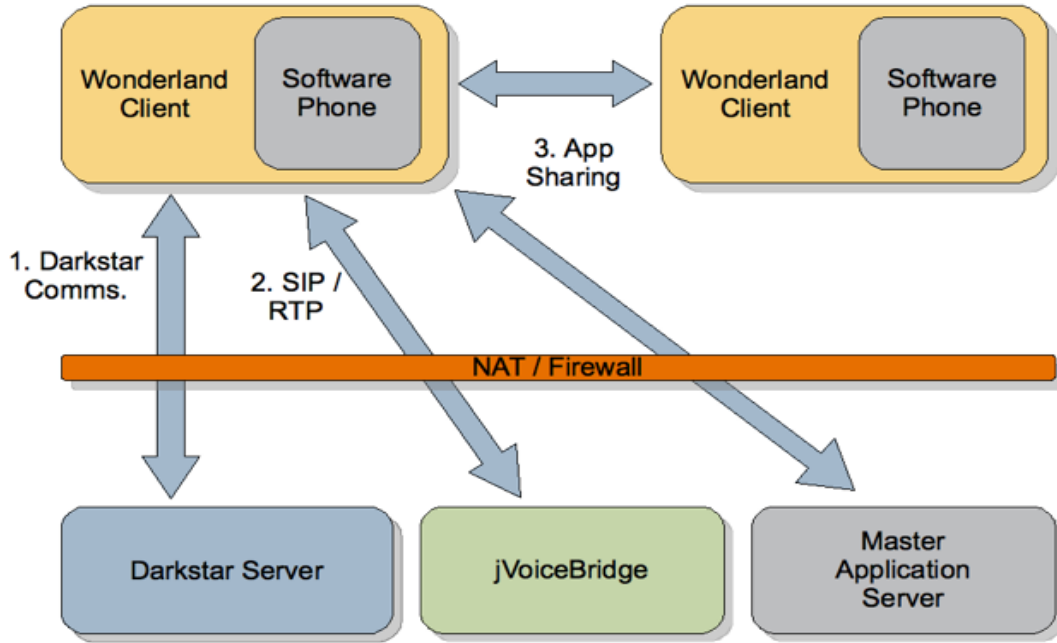 Wonderland
Client
Software
Phone
3. App
Sharing
Wonderland
Client
Software
Phone
1. Darkstar
Comms.
2. SIP /
RTP
NAT / Firewall
Darkstar Server
jVoiceBridge
Master
Application
Server